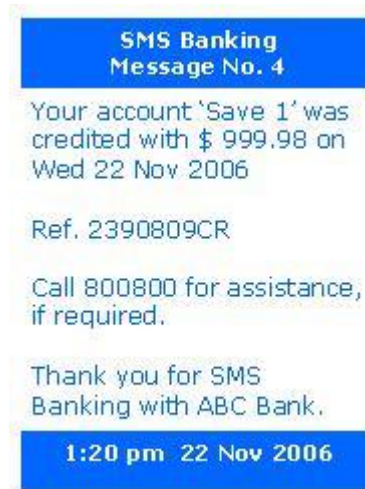 SMS Banking
Message No. 4
Your account ‘Save 1’ was
credited with $ 999.98 on
Wed 22 Nov 2006
Ref. 2390809CR
Call 800800 for assistance,
if required.
Thank you for SMS
Banking with ABC Bank.
1:20 pm 22 Nov 2006